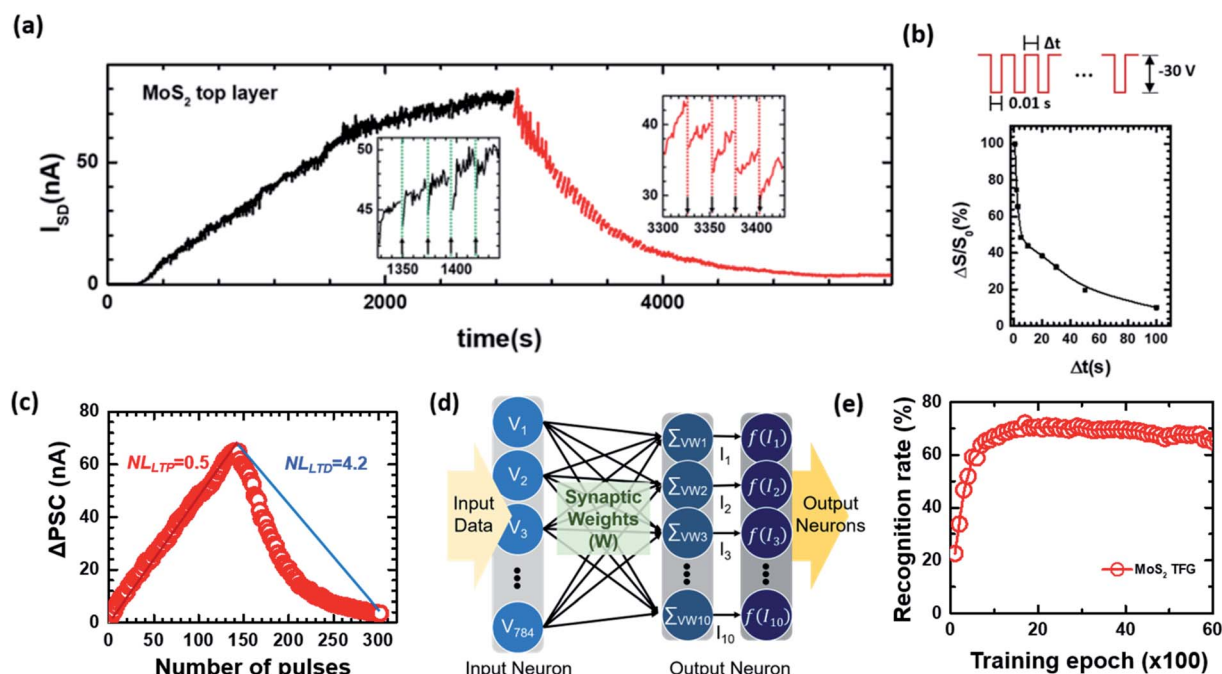 (a)
MoS2 top layer
ISD(nA)
50
0
50
45
1350 1400
40
30
3300 3350 3400
0 2000 4000
time(s)
(b)
Δt
...
-30 V
0.01 s
ΔS/S0(%)
100
80
60
40
20
0
0 20 40 60 80 100
Δt(s)
(c)
ΔPSC (nA)
80
60
40
20
0
NLLTP=0.5
NLLTD=4.2
0 50 100 150 200 250 300
Number of pulses
(d)
Input
Data
V1
V2
V3
V784
Synaptic
Weights
(W)
ΣVW1
ΣVW2
ΣVW3
ΣVW10
I1
I2
I3
I10
f(I1)
f(I2)
f(I3)
f(I10)
Output
Neurons
Input Neuron
Output Neuron
(e)
Recognition rate (%)
80
60
40
20
0
MoS2 TFG
0 20 40 60
Training epoch (x100)